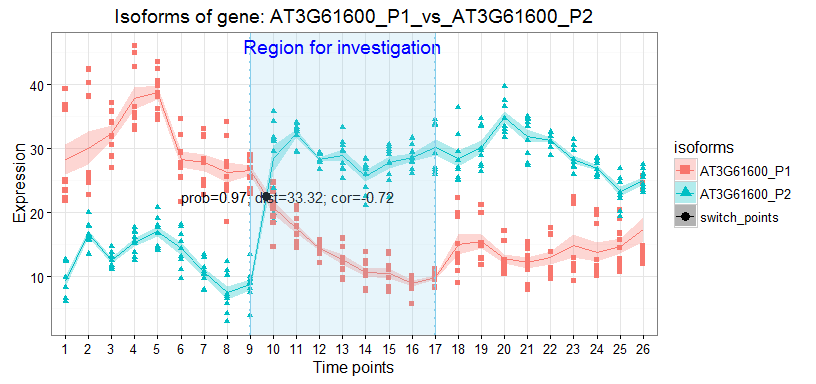 Isoforms of gene: AT3G61600_P1_vs_AT3G61600_P2
Region for investigation
Expression
40
30
20
10
prob=0.97; dist=33.32; cor=-0.72
1 2 3 4 5 6 7 8 9 10 11 12 13 14 15 16 17 18 19 20 21 22 23 24 25 26
Time points
isoforms
AT3G61600_P1
AT3G61600_P2
switch_points